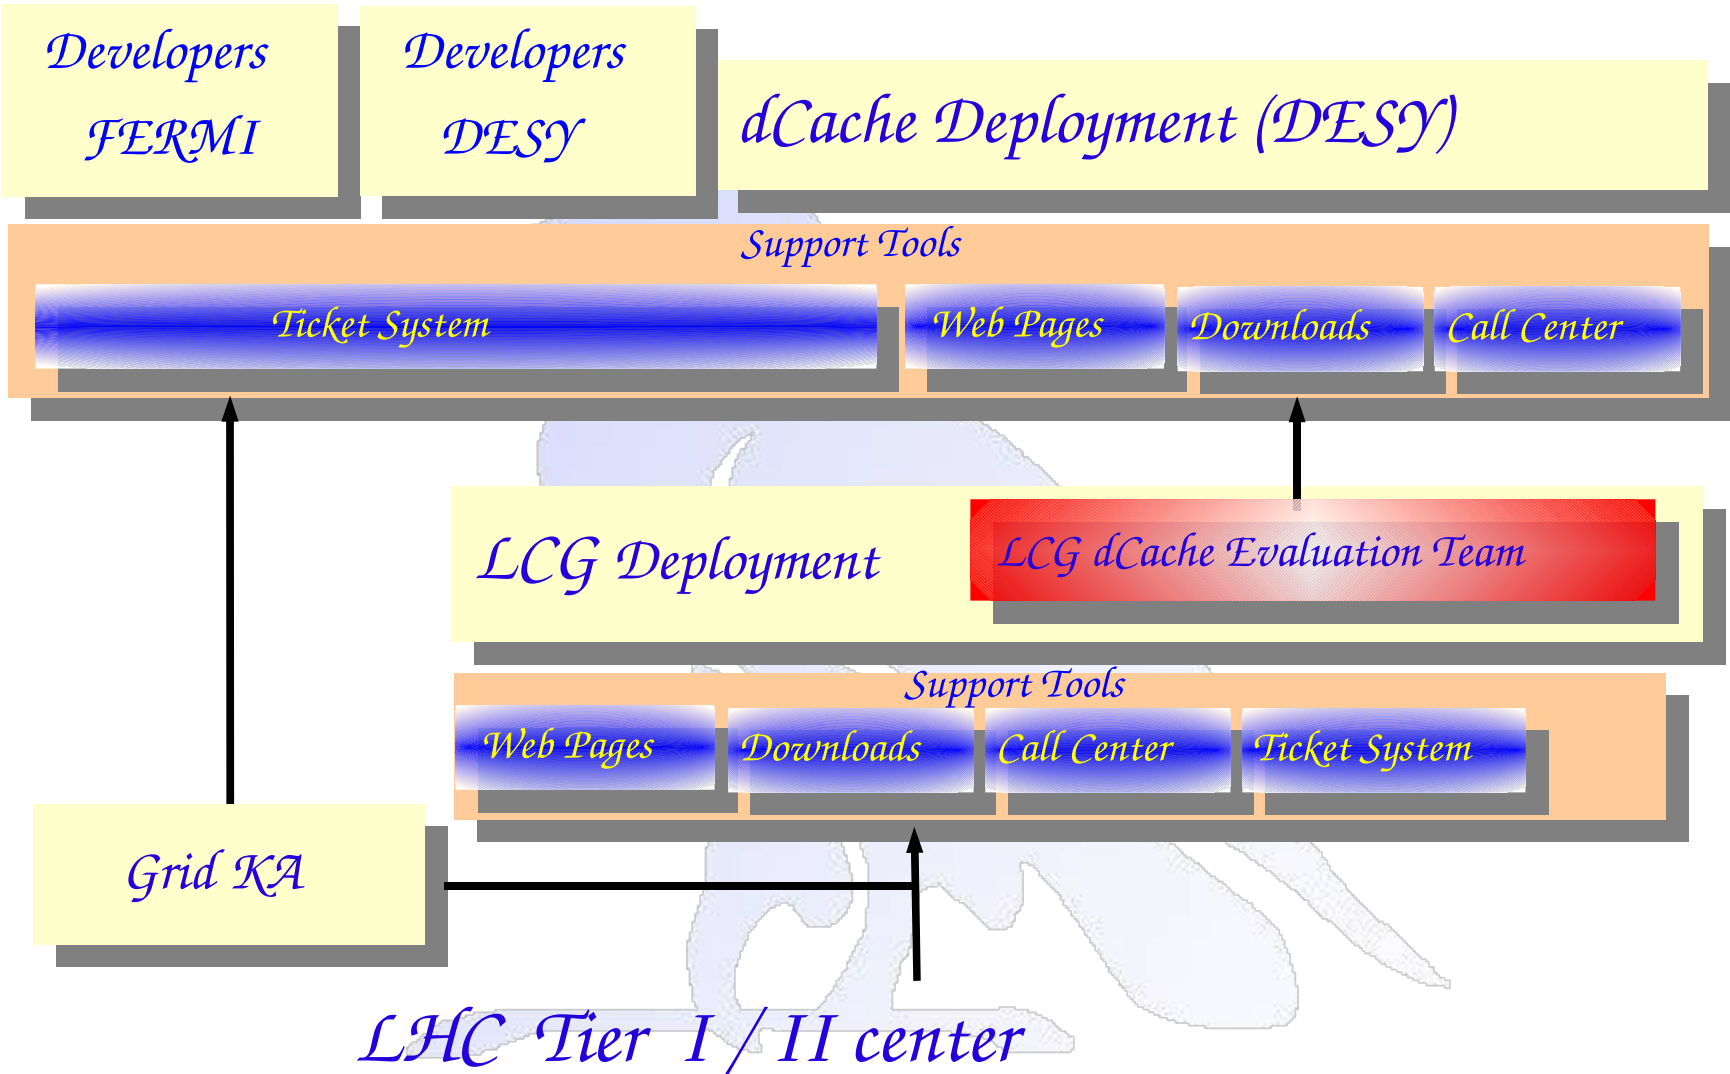 Developers
FERMI
Developers
DESY
dCache Deployment (DESY)
Support Tools
Ticket System
Web Pages
Downloads
Call Center
LCG Deployment
LCG dCache Evaluation Team
Support Tools
Web Pages
Downloads
Call Center
Ticket System
Grid KA
LHC Tier I / II center